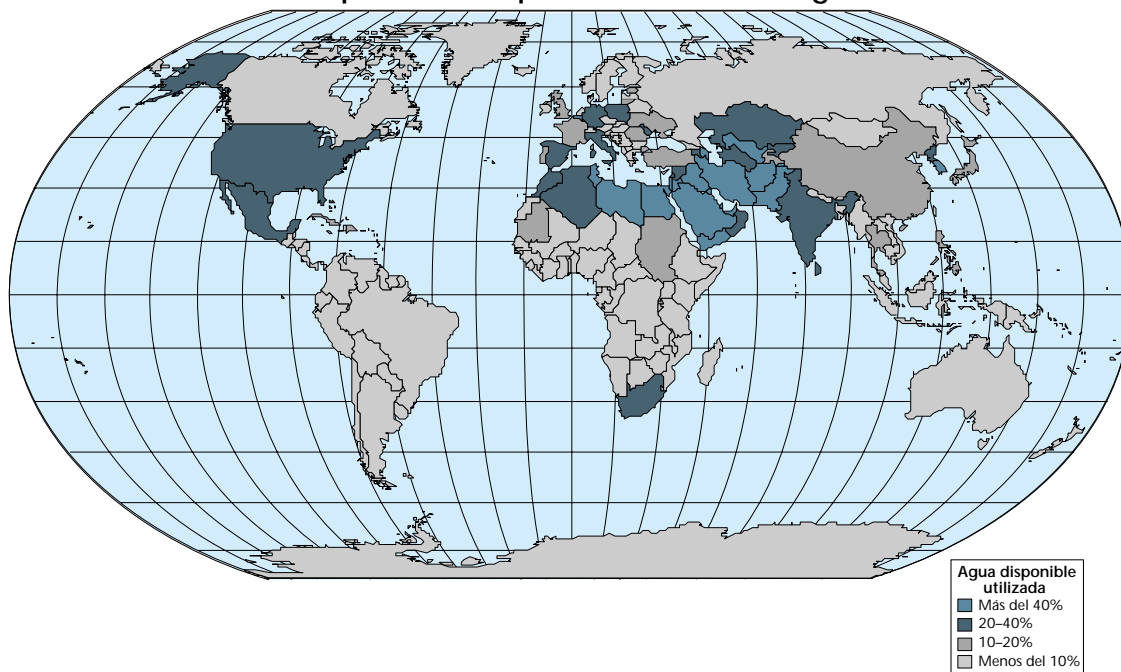 Agua disponible
utilizada
Más del 40%
20–40%
10–20%
Menos del 10%